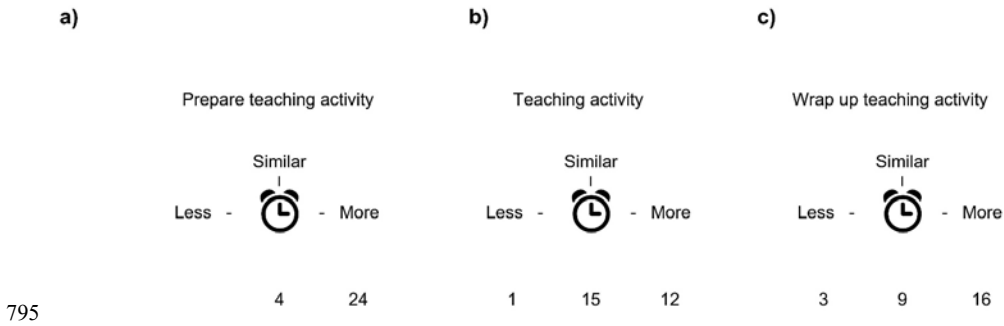 a) b) c)
Prepare teaching activity Teaching activity Wrap up teaching activity
Similar Similar Similar
Less - - More Less - - More Less - - More
4 24 1 15 12 3 9 16
795